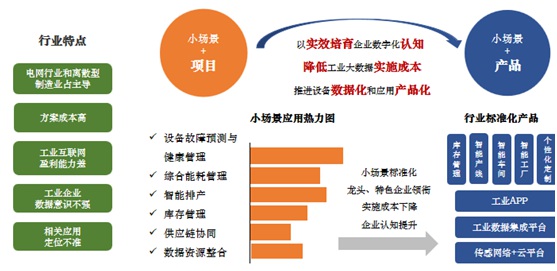 行业特点
电网行业和离散型
制造业占主导
方案成本高
工业互联网
盈利能力差
工业企业
数据意识不强
相关应用
定位不准
小场景
+
项目
以实效培育企业数字化认知
降低工业大数据实施成本
推进设备数据化和应用产品化
小场景
+
产品
小场景应用热力图
✓ 设备故障预测与
健康管理
✓ 综合能耗管理
✓ 智能排产
✓ 库存管理
✓ 供应链协同
✓ 数据资源整合
小场景标准化
龙头、特色企业领衔
实施成本下降
企业认知提升
行业标准化产品
库存管理
智能产线
智能车间
智能工厂
个性化定制
工业APP
工业数据集成平台
传感网络+云平台